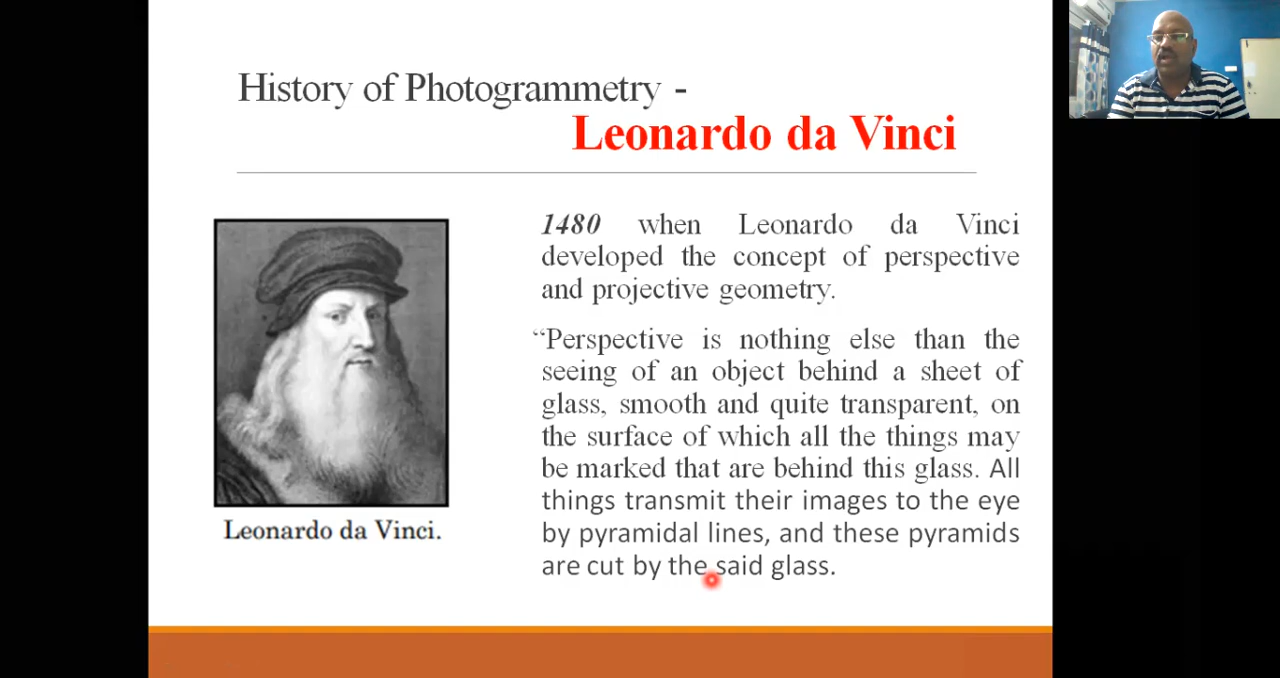 History of Photogrammetry -
Leonardo da Vinci
1480 when Leonardo da Vinci
developed the concept of perspective
and projective geometry.
“Perspective is nothing else than the
seeing of an object behind a sheet of
glass, smooth and quite transparent, on
the surface of which all the things may
be marked that are behind this glass. All
things transmit their images to the eye
by pyramidal lines, and these pyramids
are cut by the said glass.
Leonardo da Vinci.